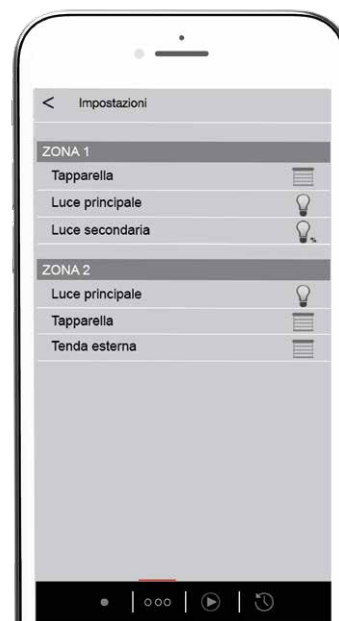 < Impostazioni
ZONA 1
Tapparella
Luce principale
Luce secondaria
ZONA 2
Luce principale
Tapparella
Tenda esterna